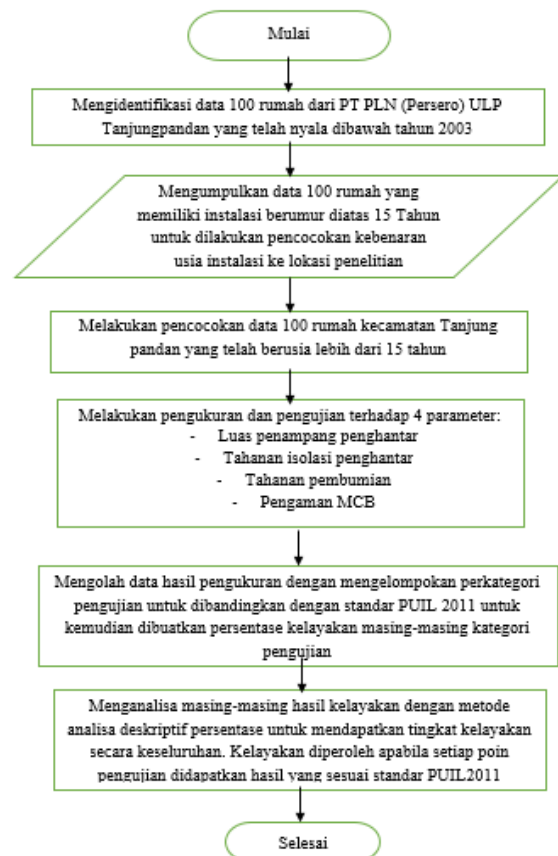 Mulai
Mengidentifikasi data 100 rumah dari PT PLN (Persero) ULP
Tanjungpandan yang telah nyala dibawah tahun 2003
Mengumpulkan data 100 rumah yang
memiliki instalasi berumur diatas 15 Tahun
untuk dilakukan pencocokan kebenaran
usia instalasi ke lokasi penelitian
Melakukan pencocokan data 100 rumah kecamatan Tanjung
pandan yang telah berusia lebih dari 15 tahun
Melakukan pengukuran dan pengujian terhadap 4 parameter:
- Luas penampang penghantar
- Tahanan isolasi penghantar
- Tahanan pembumian
- Pengaman MCB
Mengolah data hasil pengukuran dengan mengelompokan perkategori
pengujian untuk dibandingkan dengan standar PUIL 2011 untuk
kemudian dibuatkan persentase kelayakan masing-masing kategori
pengujian
Menganalisa masing-masing hasil kelayakan dengan metode
analisa deskriptif persentase untuk mendapatkan tingkat kelayakan
secara keseluruhan. Kelayakan diperoleh apabila setiap poin
pengujian didapatkan hasil yang sesuai standar PUIL2011
Selesai